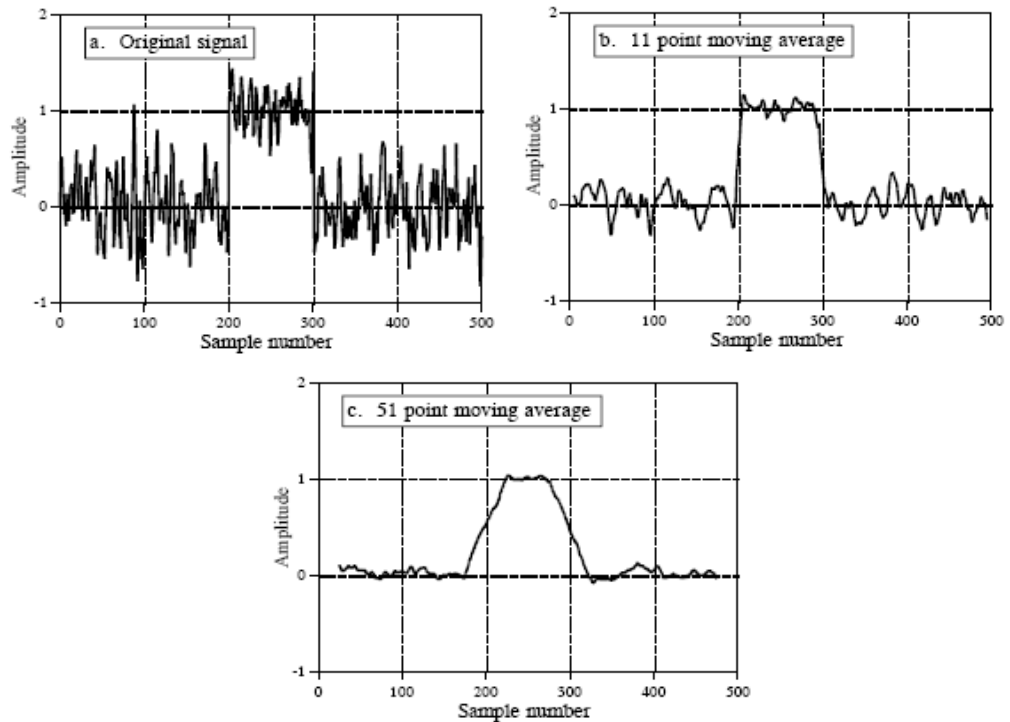 a. Original signal
2
1
0
-1
Amplitude
0 100 200 300 400 500
Sample number
b. 11 point moving average
2
1
0
-1
Amplitude
0 100 200 300 400 500
Sample number
c. 51 point moving average
2
1
0
-1
Amplitude
0 100 200 300 400 500
Sample number